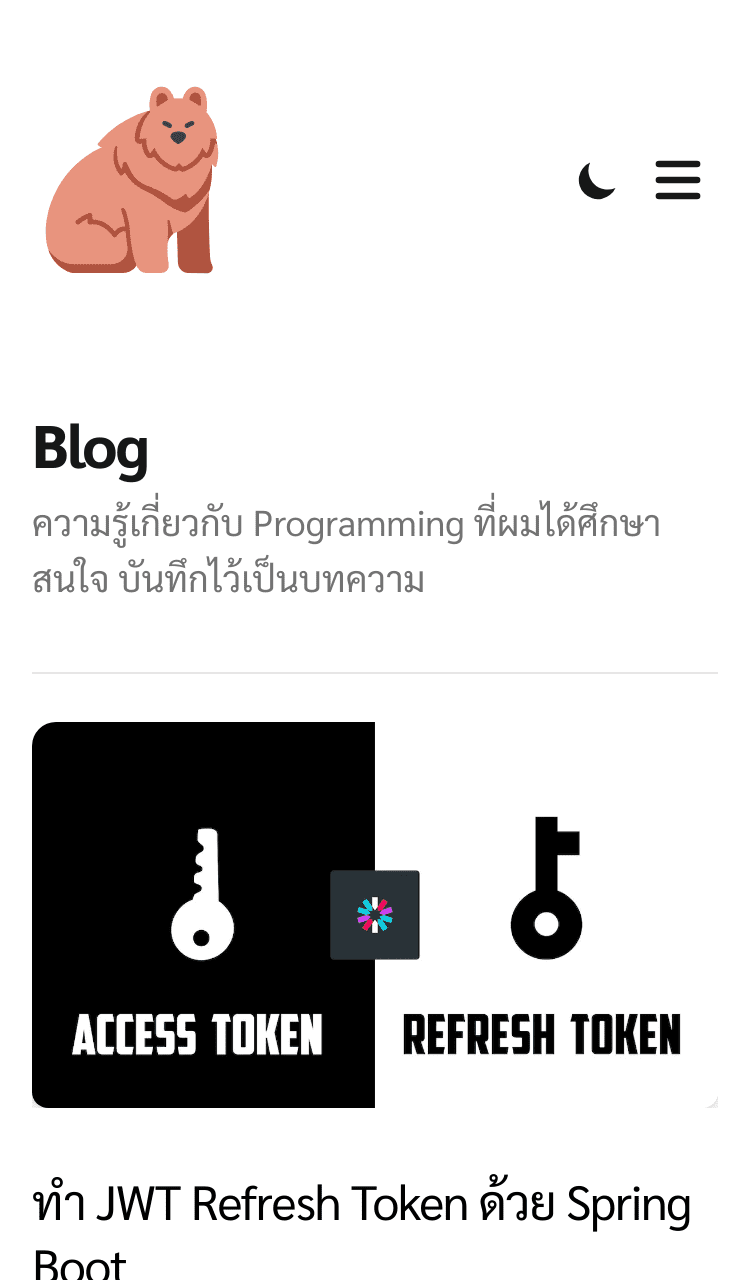 Blog
ความรู้เกี่ยวกับ Programming ที่ผมได้ศึกษา
สนใจ บันทึกไว้เป็นบทความ
ACCESS TOKEN
REFRESH TOKEN
ทำ JWT Refresh Token ด้วย Spring
Boot